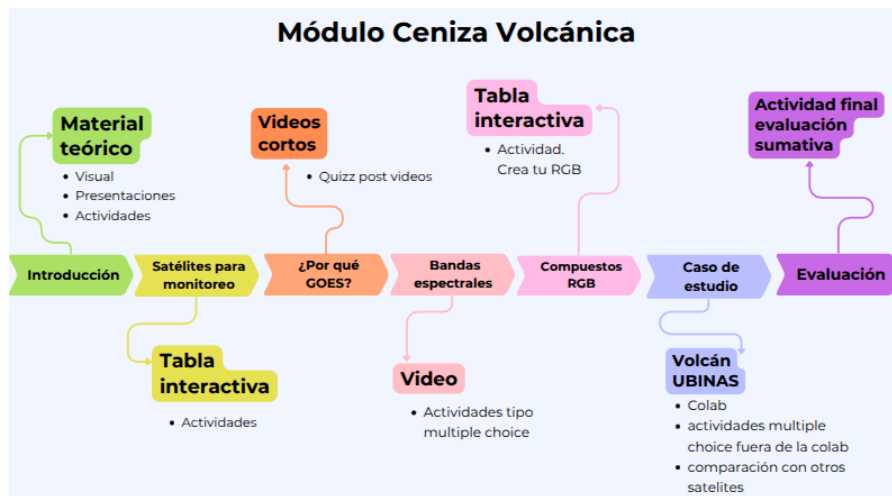 Módulo Ceniza Volcánica
Material
teórico
• Visual
• Presentaciones
• Actividades
Videos
cortos
• Quizz post videos
Tabla
interactiva
• Actividad.
Crea tu RGB
Actividad final
evaluación
sumativa
Introducción
Satélites para
monitoreo
¿Por qué
GOES?
Bandas
espectrales
Compuestos
RGB
Caso de
estudio
Evaluación
Tabla
interactiva
• Actividades
Video
• Actividades tipo
multiple choice
Volcán
UBINAS
• Colab
• actividades multiple
choice fuera de la colab
• comparación con otros
satelites